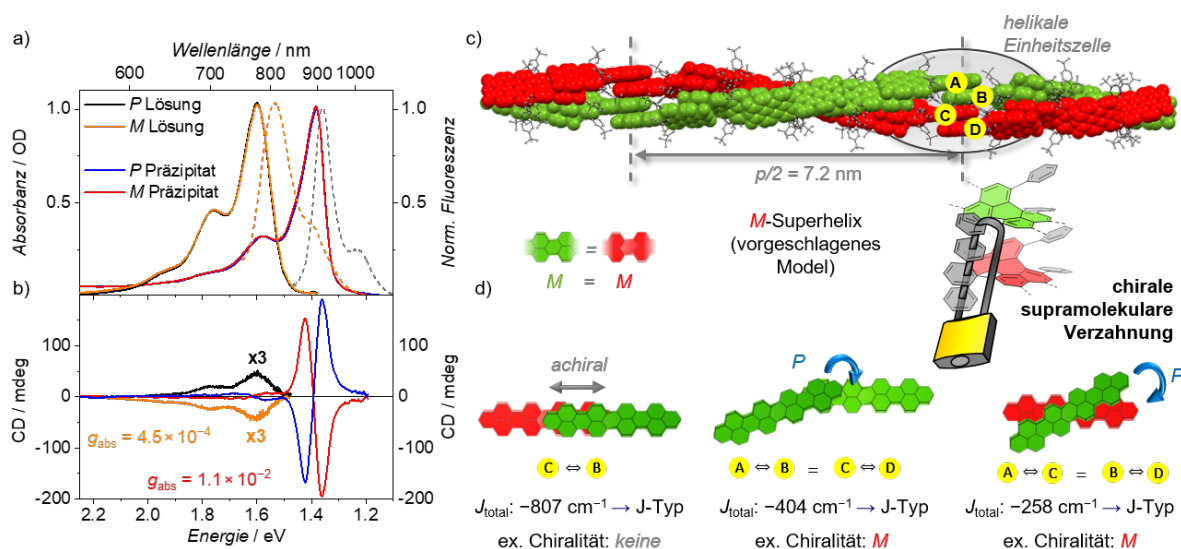 a)
Wellenlänge / nm
600 700 800 900 1000
1.0
0.5
1.0
0.5
Absorbanz / OD
Norm. Fluoreszenz
P Lösung
M Lösung
P Präzipitat
M Präzipitat
b)
100
0
-100
-200
100
0
-100
-200
CD / mdeg
CD / mdeg
x3
x3
gabs = 4.5 × 10−4
gabs = 1.1 × 10−2
2.2 2.0 1.8 1.6 1.4 1.2
Energie / eV
c)
helikale
Einheitszelle
A
B
C
D
p/2 = 7.2 nm
M = M
M-Superhelix
(vorgeschlagenes
Model)
chirale
supramolekulare
Verzahnung
d)
achiral
P
P
C ⇔ B
A ⇔ B = C ⇔ D
A ⇔ C = B ⇔ D
Jtotal: −807 cm−1 → J-Typ
Jtotal: −404 cm−1 → J-Typ
Jtotal: −258 cm−1 → J-Typ
ex. Chiralität: keine
ex. Chiralität: M
ex. Chiralität: M